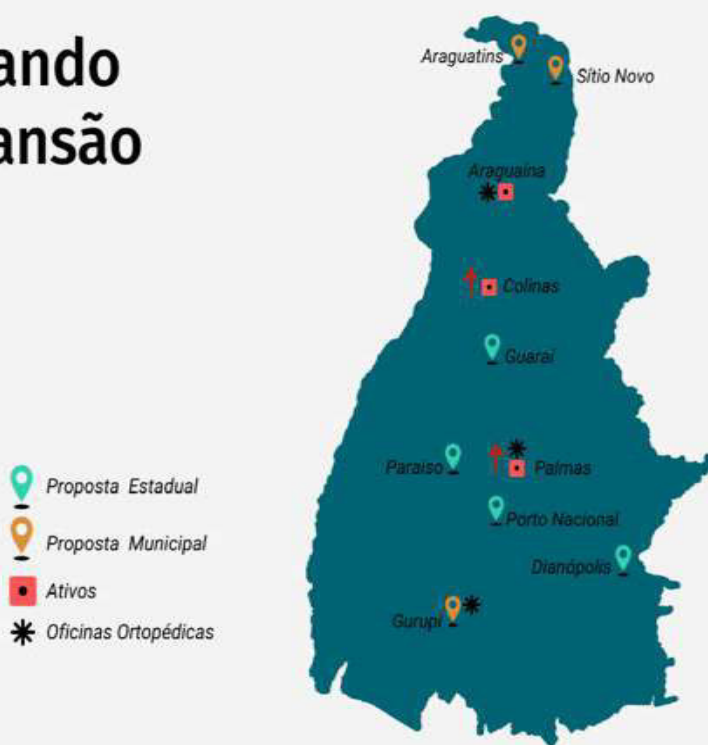 ando
ansão
Araguatins
Sítio Novo
Araguaína
Colinas
Guaraí
Paraíso
Palmas
Porto Nacional
Dianópolis
Gurupi
Proposta Estadual
Proposta Municipal
Ativos
Oficinas Ortopédicas